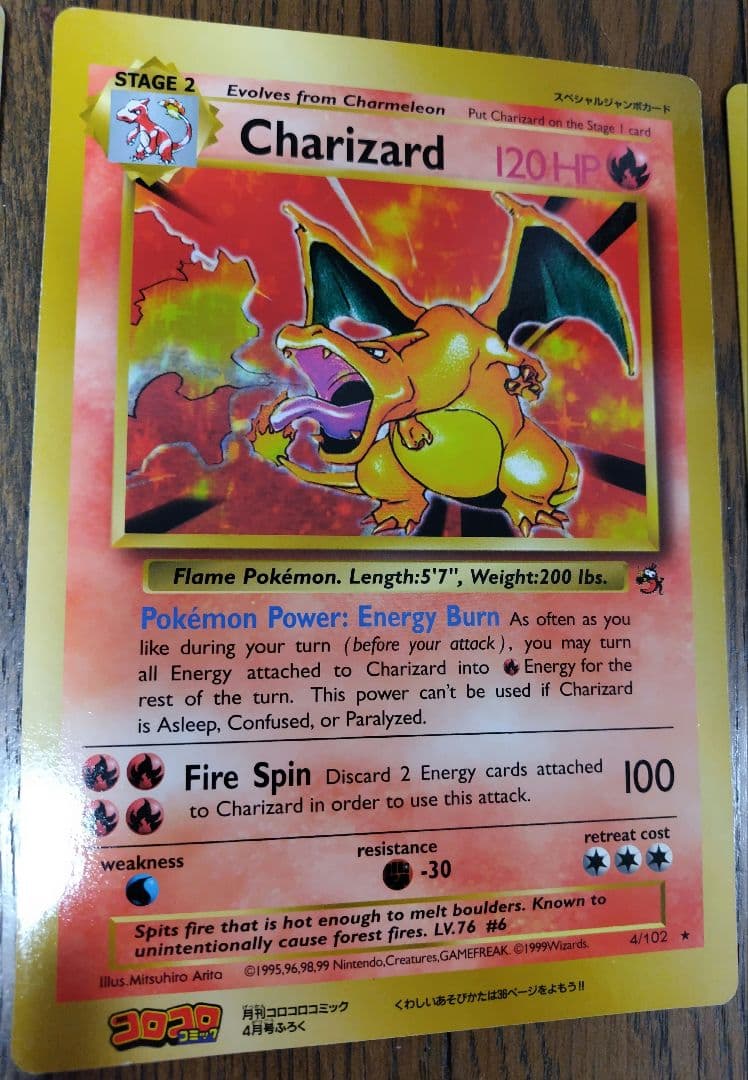 STAGE 2
Evolves from Charmeleon
スペシャルジャンボカード
Put Charizard on the Stage 1 card
Charizard
120 HP
Flame Pokémon. Length:5'7", Weight:200 lbs.
Pokémon Power: Energy Burn As often as you
like during your turn (before your attack), you may turn
all Energy attached to Charizard into Energy for the
rest of the turn. This power can't be used if Charizard
is Asleep, Confused, or Paralyzed.
Fire Spin Discard 2 Energy cards attached
to Charizard in order to use this attack.
100
weakness
resistance
-30
retreat cost
Spits fire that is hot enough to melt boulders. Known to
unintentionally cause forest fires. LV.76 #6
4/102 ★
Illus.Mitsuhiro Arita
©1995,96,98,99 Nintendo,Creatures,GAMEFREAK. ©1999Wizards.
コロコロ
コミック
げっかん
月刊コロコロコミック
4月号ふろく
くわしいあそびかたは36ページをよもう!!